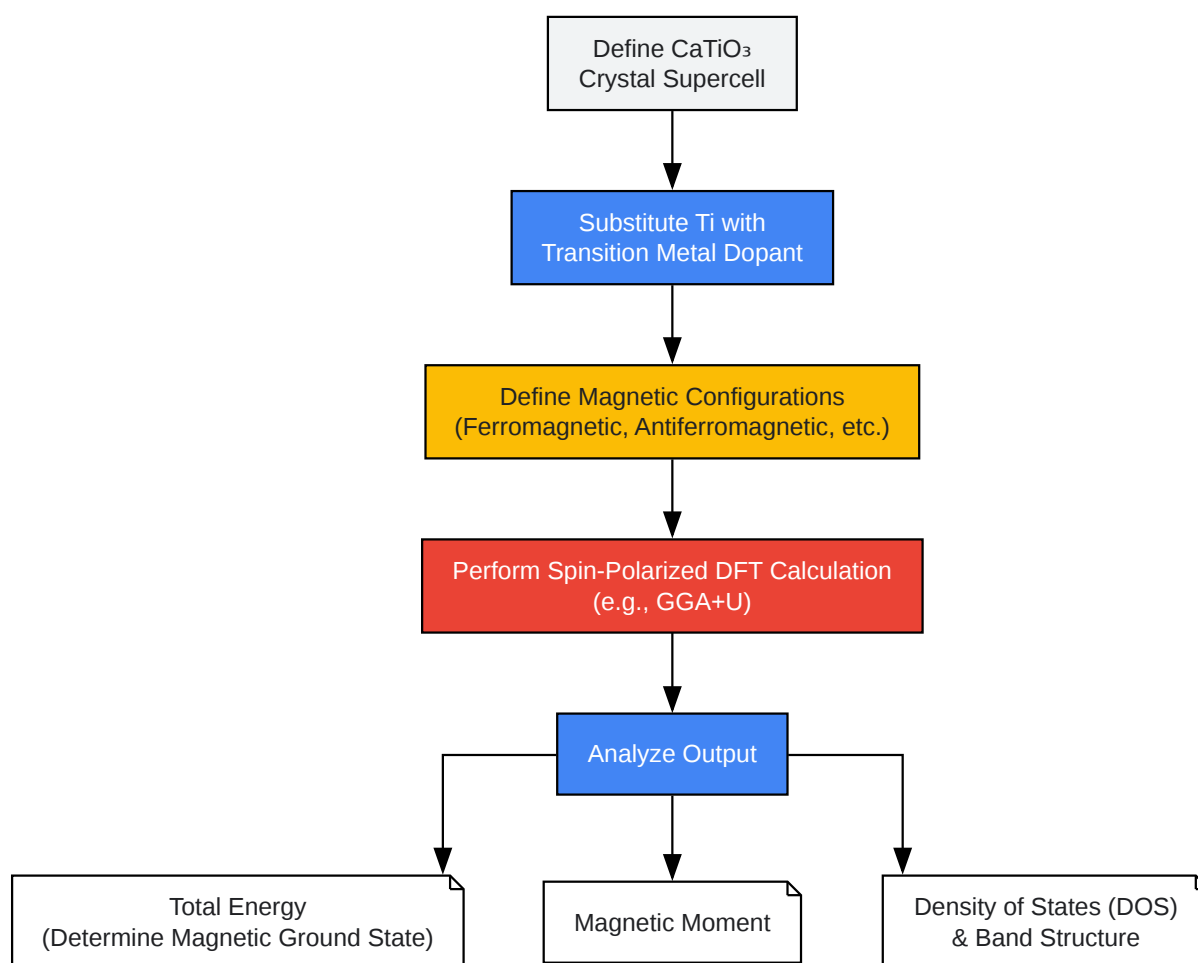 Define CaTiO₃
Crystal Supercell
Substitute Ti with
Transition Metal Dopant
Define Magnetic Configurations
(Ferromagnetic, Antiferromagnetic, etc.)
Perform Spin-Polarized DFT Calculation
(e.g., GGA+U)
Analyze Output
Total Energy
(Determine Magnetic Ground State)
Magnetic Moment
Density of States (DOS)
& Band Structure